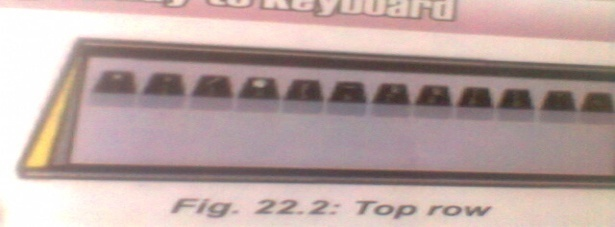 to Keyboard
Fig. 22.2: Top row